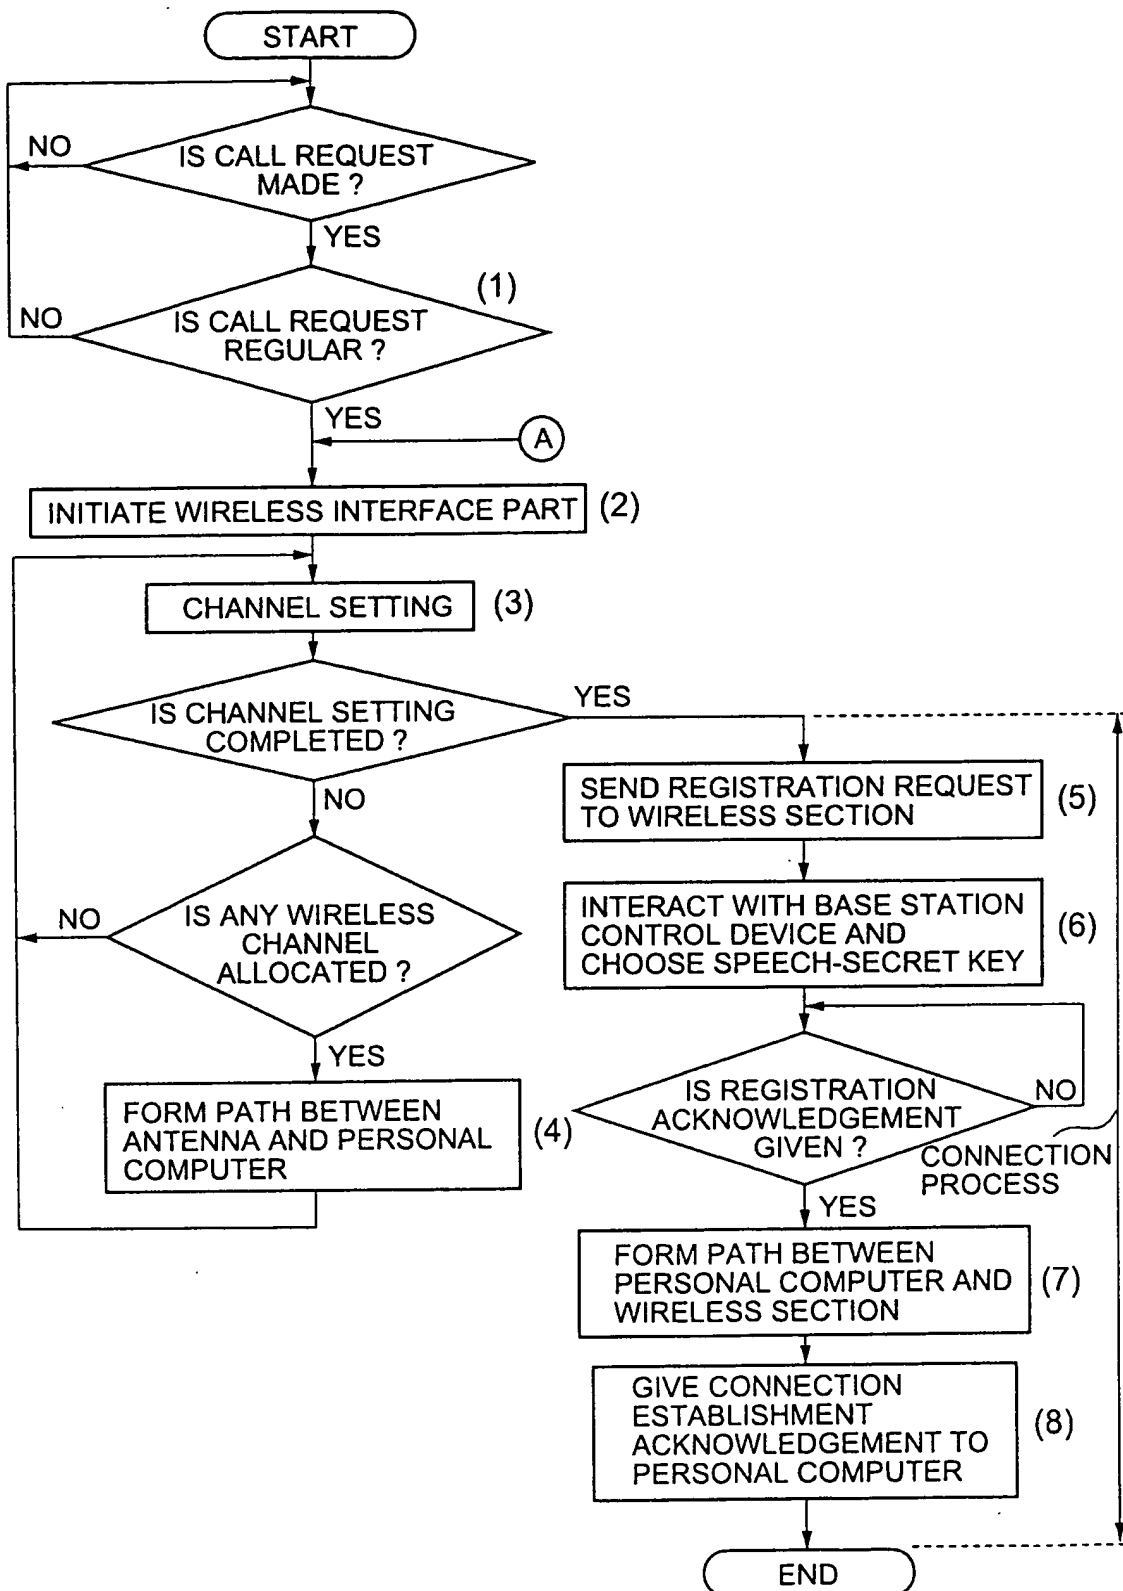 START
NO
IS CALL REQUEST
MADE ?
YES
(1)
NO
IS CALL REQUEST
REGULAR ?
YES
A
INITIATE WIRELESS INTERFACE PART
(2)
CHANNEL SETTING
(3)
IS CHANNEL SETTING
COMPLETED ?
YES
NO
NO
IS ANY WIRELESS
CHANNEL
ALLOCATED ?
YES
FORM PATH BETWEEN
ANTENNA AND PERSONAL
COMPUTER
(4)
SEND REGISTRATION REQUEST
TO WIRELESS SECTION
(5)
INTERACT WITH BASE STATION
CONTROL DEVICE AND
CHOOSE SPEECH-SECRET KEY
(6)
IS REGISTRATION
ACKNOWLEDGEMENT
GIVEN ?
NO
CONNECTION
PROCESS
YES
FORM PATH BETWEEN
PERSONAL COMPUTER AND
WIRELESS SECTION
(7)
GIVE CONNECTION
ESTABLISHMENT
ACKNOWLEDGEMENT TO
PERSONAL COMPUTER
(8)
END